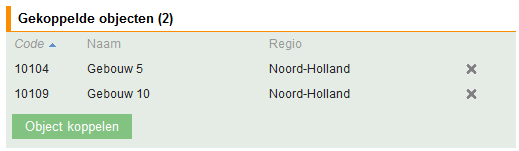 Gekoppelde objecten (2)
Code Naam Regio
10104 Gebouw 5 Noord-Holland
10109 Gebouw 10 Noord-Holland
Object koppelen